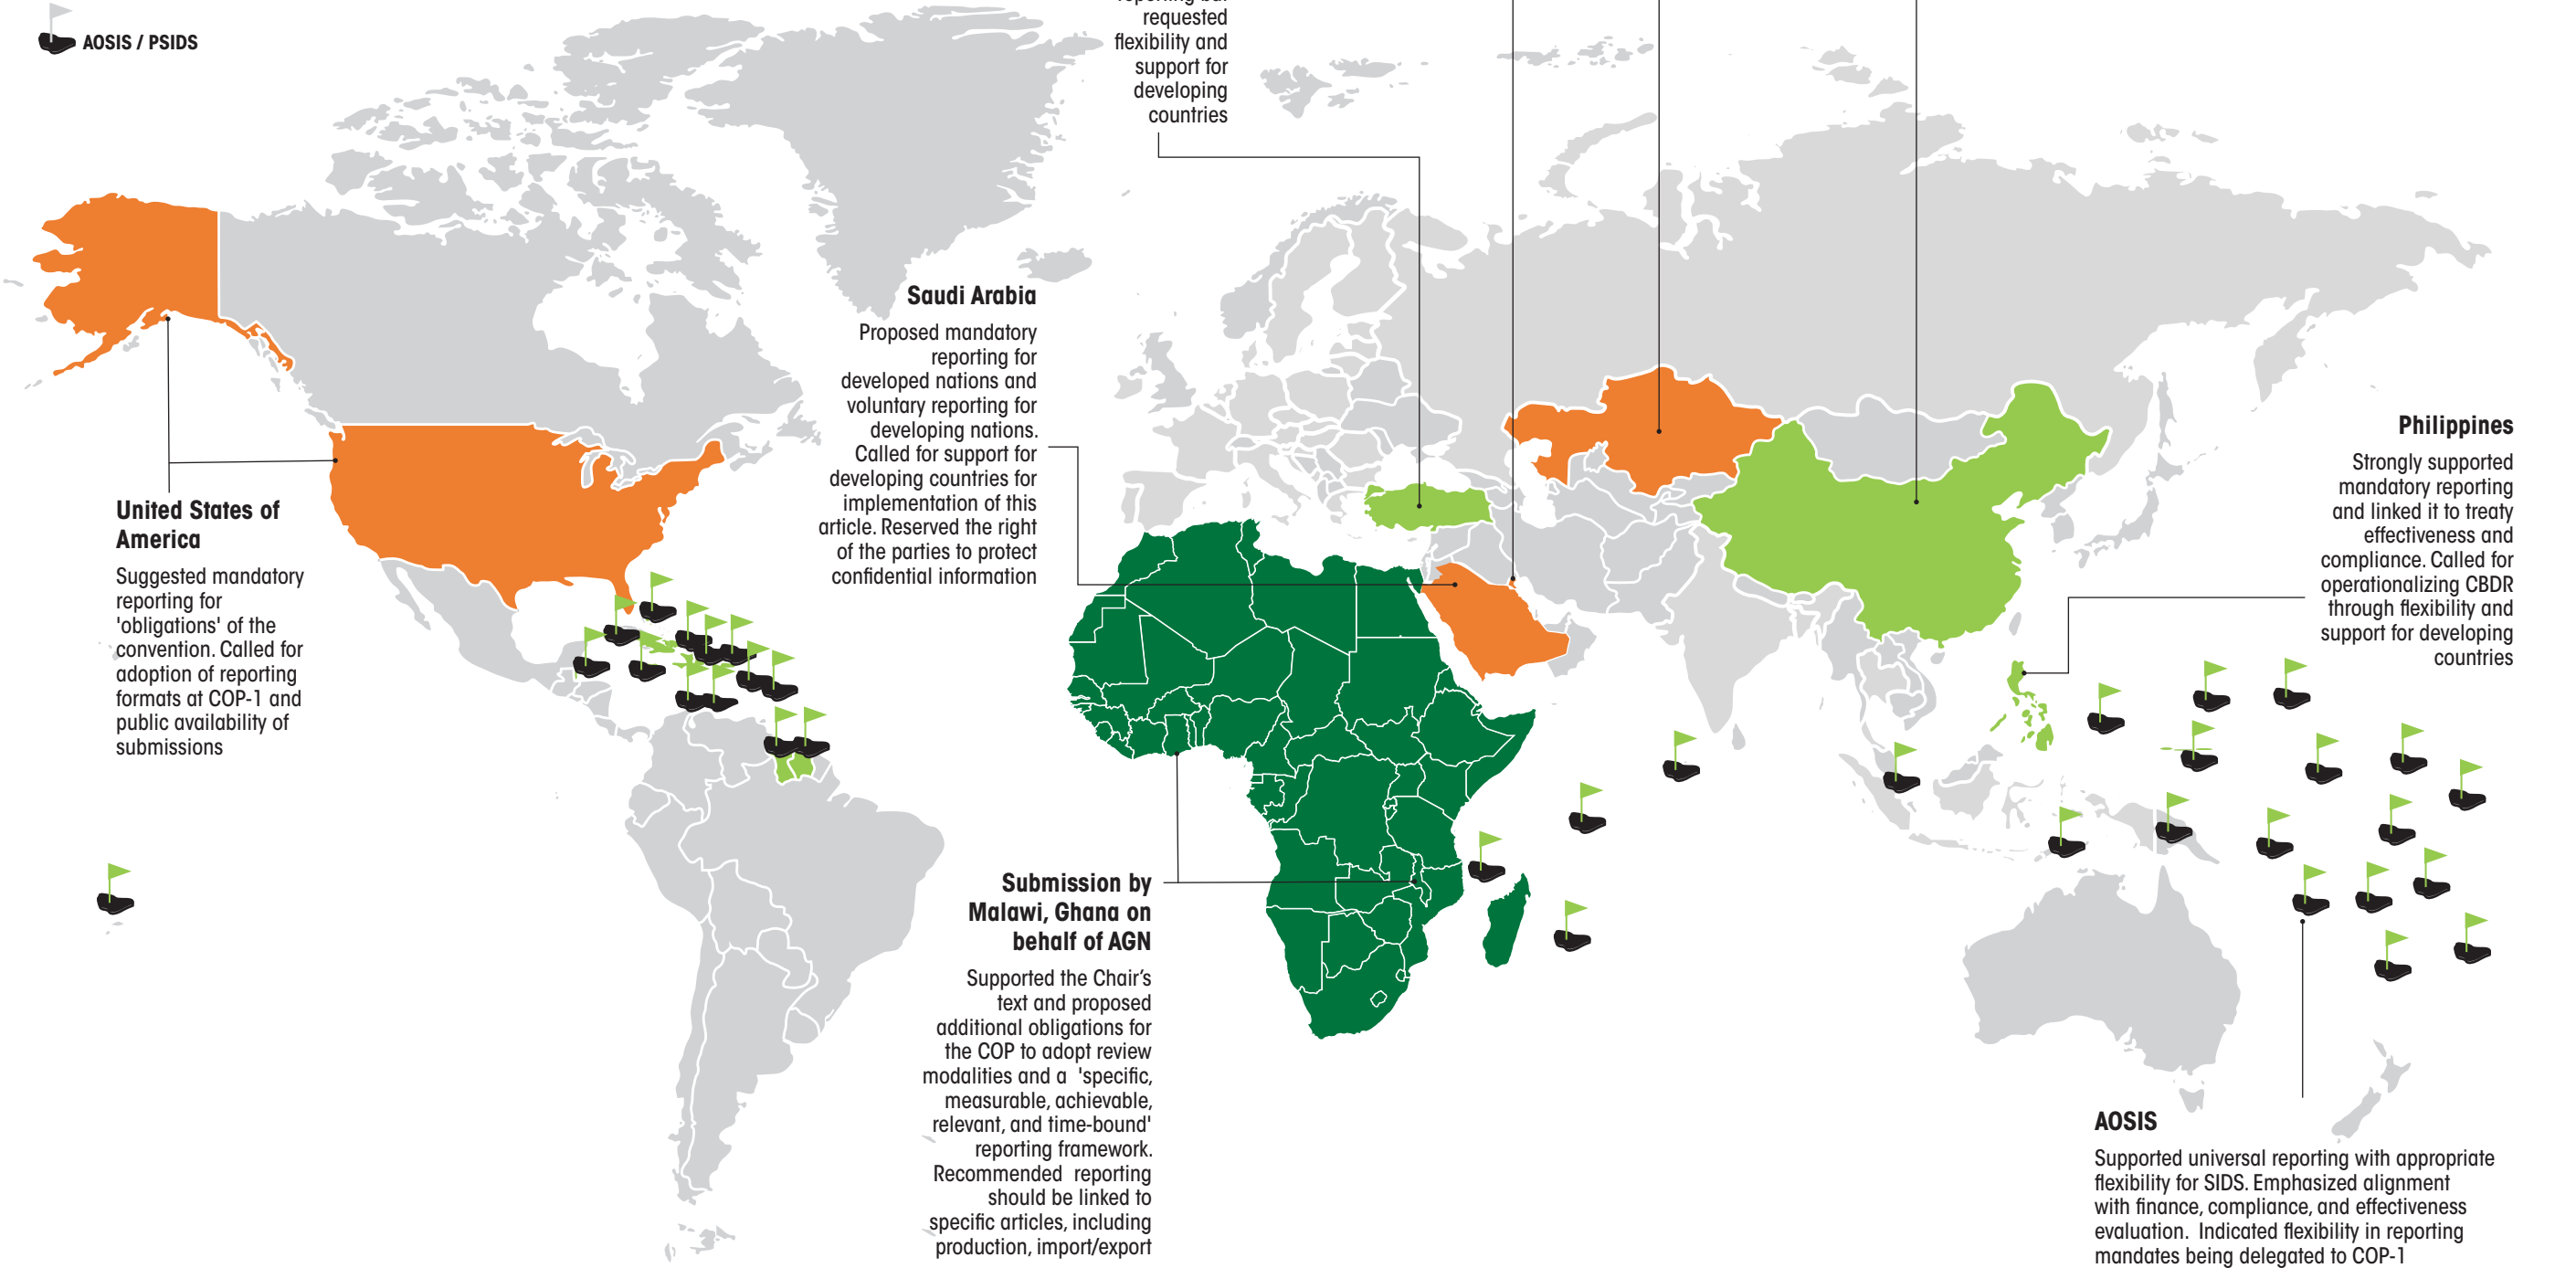 AOSIS / PSIDS
requested
flexibility and
support for
developing
countries
Saudi Arabia
Proposed mandatory
reporting for
developed nations and
voluntary reporting for
developing nations.
Called for support for
developing countries for
implementation of this
article. Reserved the right
of the parties to protect
confidential information
United States of
America
Suggested mandatory
reporting for
'obligations' of the
convention. Called for
adoption of reporting
formats at COP-1 and
public availability of
submissions
Philippines
Strongly supported
mandatory reporting
and linked it to treaty
effectiveness and
compliance. Called for
operationalizing CBDR
through flexibility and
support for developing
countries
Submission by
Malawi, Ghana on
behalf of AGN
Supported the Chair’s
text and proposed
additional obligations for
the COP to adopt review
modalities and a 'specific,
measurable, achievable,
relevant, and time-bound'
reporting framework.
Recommended reporting
should be linked to
specific articles, including
production, import/export
AOSIS
Supported universal reporting with appropriate
flexibility for SIDS. Emphasized alignment
with finance, compliance, and effectiveness
evaluation. Indicated flexibility in reporting
mandates being delegated to COP-1